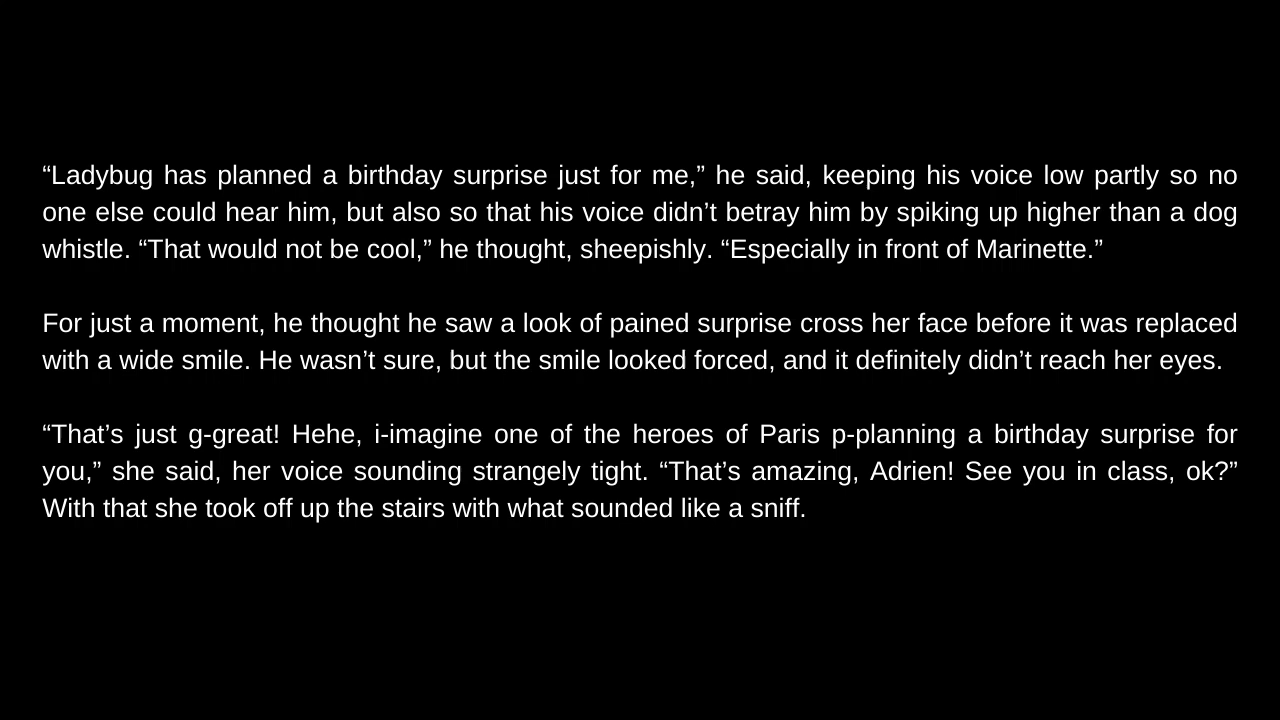 “Ladybug has planned a birthday surprise just for me,” he said, keeping his voice low partly so no
one else could hear him, but also so that his voice didn’t betray him by spiking up higher than a dog
whistle. “That would not be cool,” he thought, sheepishly. “Especially in front of Marinette.”
For just a moment, he thought he saw a look of pained surprise cross her face before it was replaced
with a wide smile. He wasn’t sure, but the smile looked forced, and it definitely didn’t reach her eyes.
“That’s just g-great! Hehe, i-imagine one of the heroes of Paris p-planning a birthday surprise for
you,” she said, her voice sounding strangely tight. “That’s amazing, Adrien! See you in class, ok?”
With that she took off up the stairs with what sounded like a sniff.